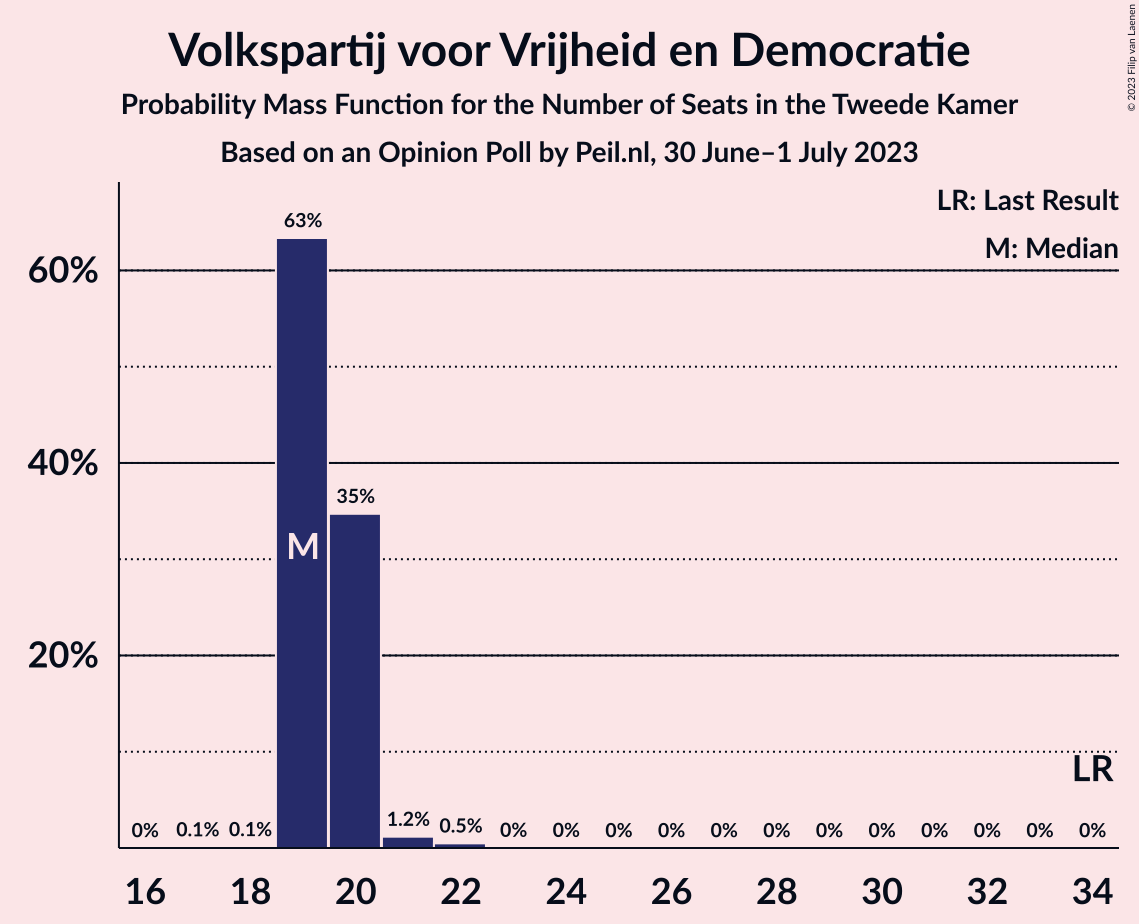 Volkspartij voor Vrijheid en Democratie
Probability Mass Function for the Number of Seats in the Tweede Kamer
Based on an Opinion Poll by Peil.nl, 30 June–1 July 2023
© 2023 Filip van Laenen
LR: Last Result
M: Median
60%
40%
20%
63%
35%
M
LR
0% 0.1% 0.1% 1.2% 0.5% 0% 0% 0% 0% 0% 0% 0% 0% 0% 0% 0% 0%
16 18 20 22 24 26 28 30 32 34